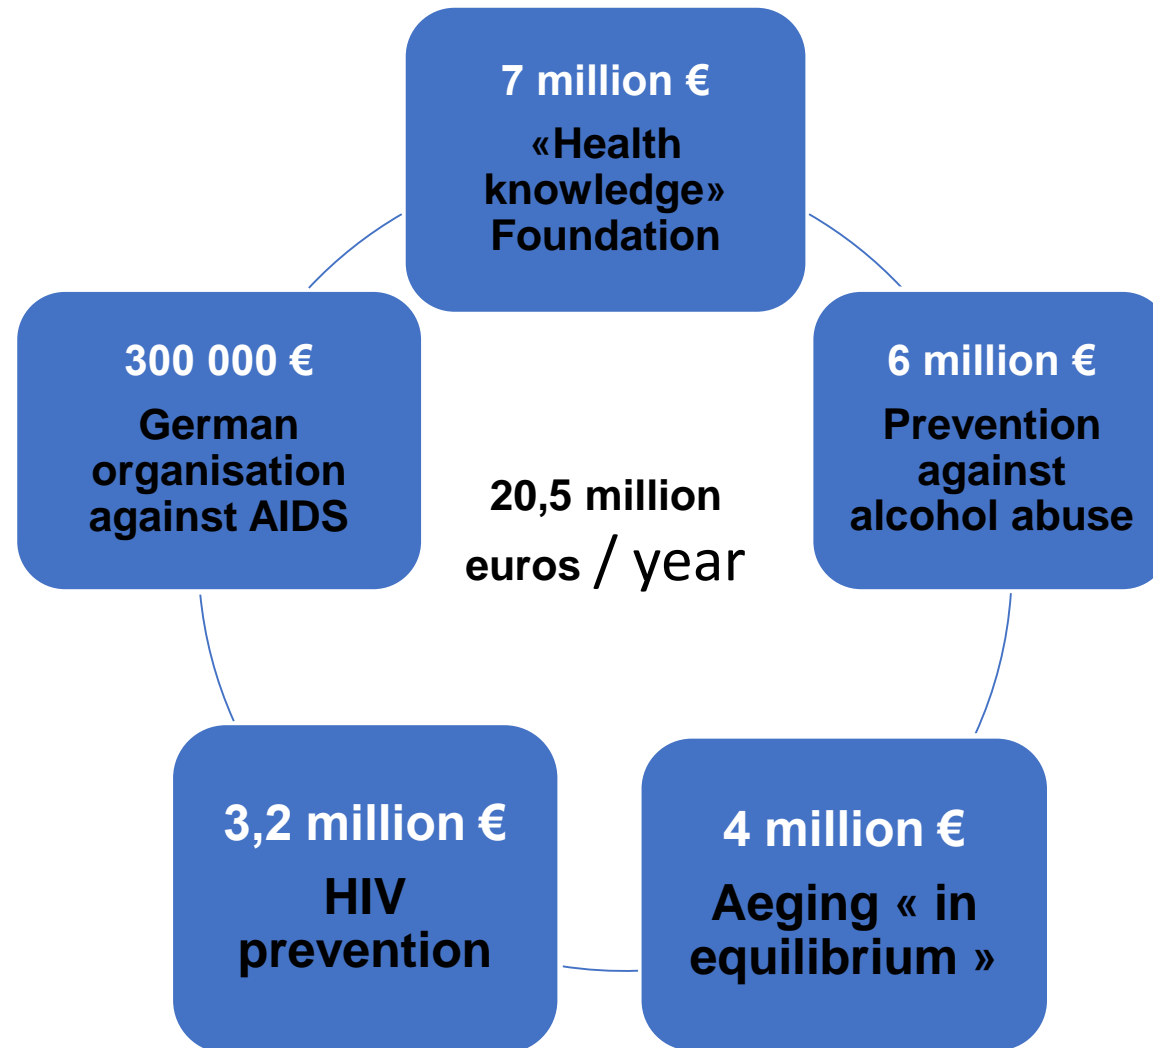 7 million €
«Health
knowledge»
Foundation
300 000 €
German
organisation
against AIDS
6 million €
Prevention
against
alcohol abuse
20,5 million
euros / year
3,2 million €
HIV
prevention
4 million €
Aeging « in
equilibrium »